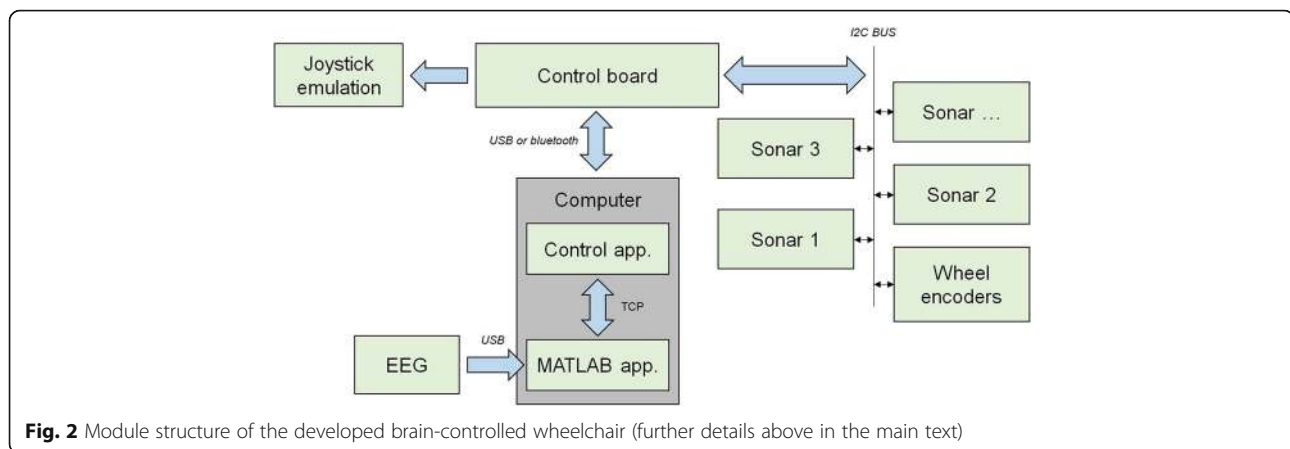 I2C BUS
Joystick
emulation
Control board
Sonar ...
USB or bluetooth
Sonar 3
Computer
Sonar 2
Control app.
Sonar 1
TCP
Wheel
encoders
USB
EEG
MATLAB app.
Fig. 2 Module structure of the developed brain-controlled wheelchair (further details above in the main text)